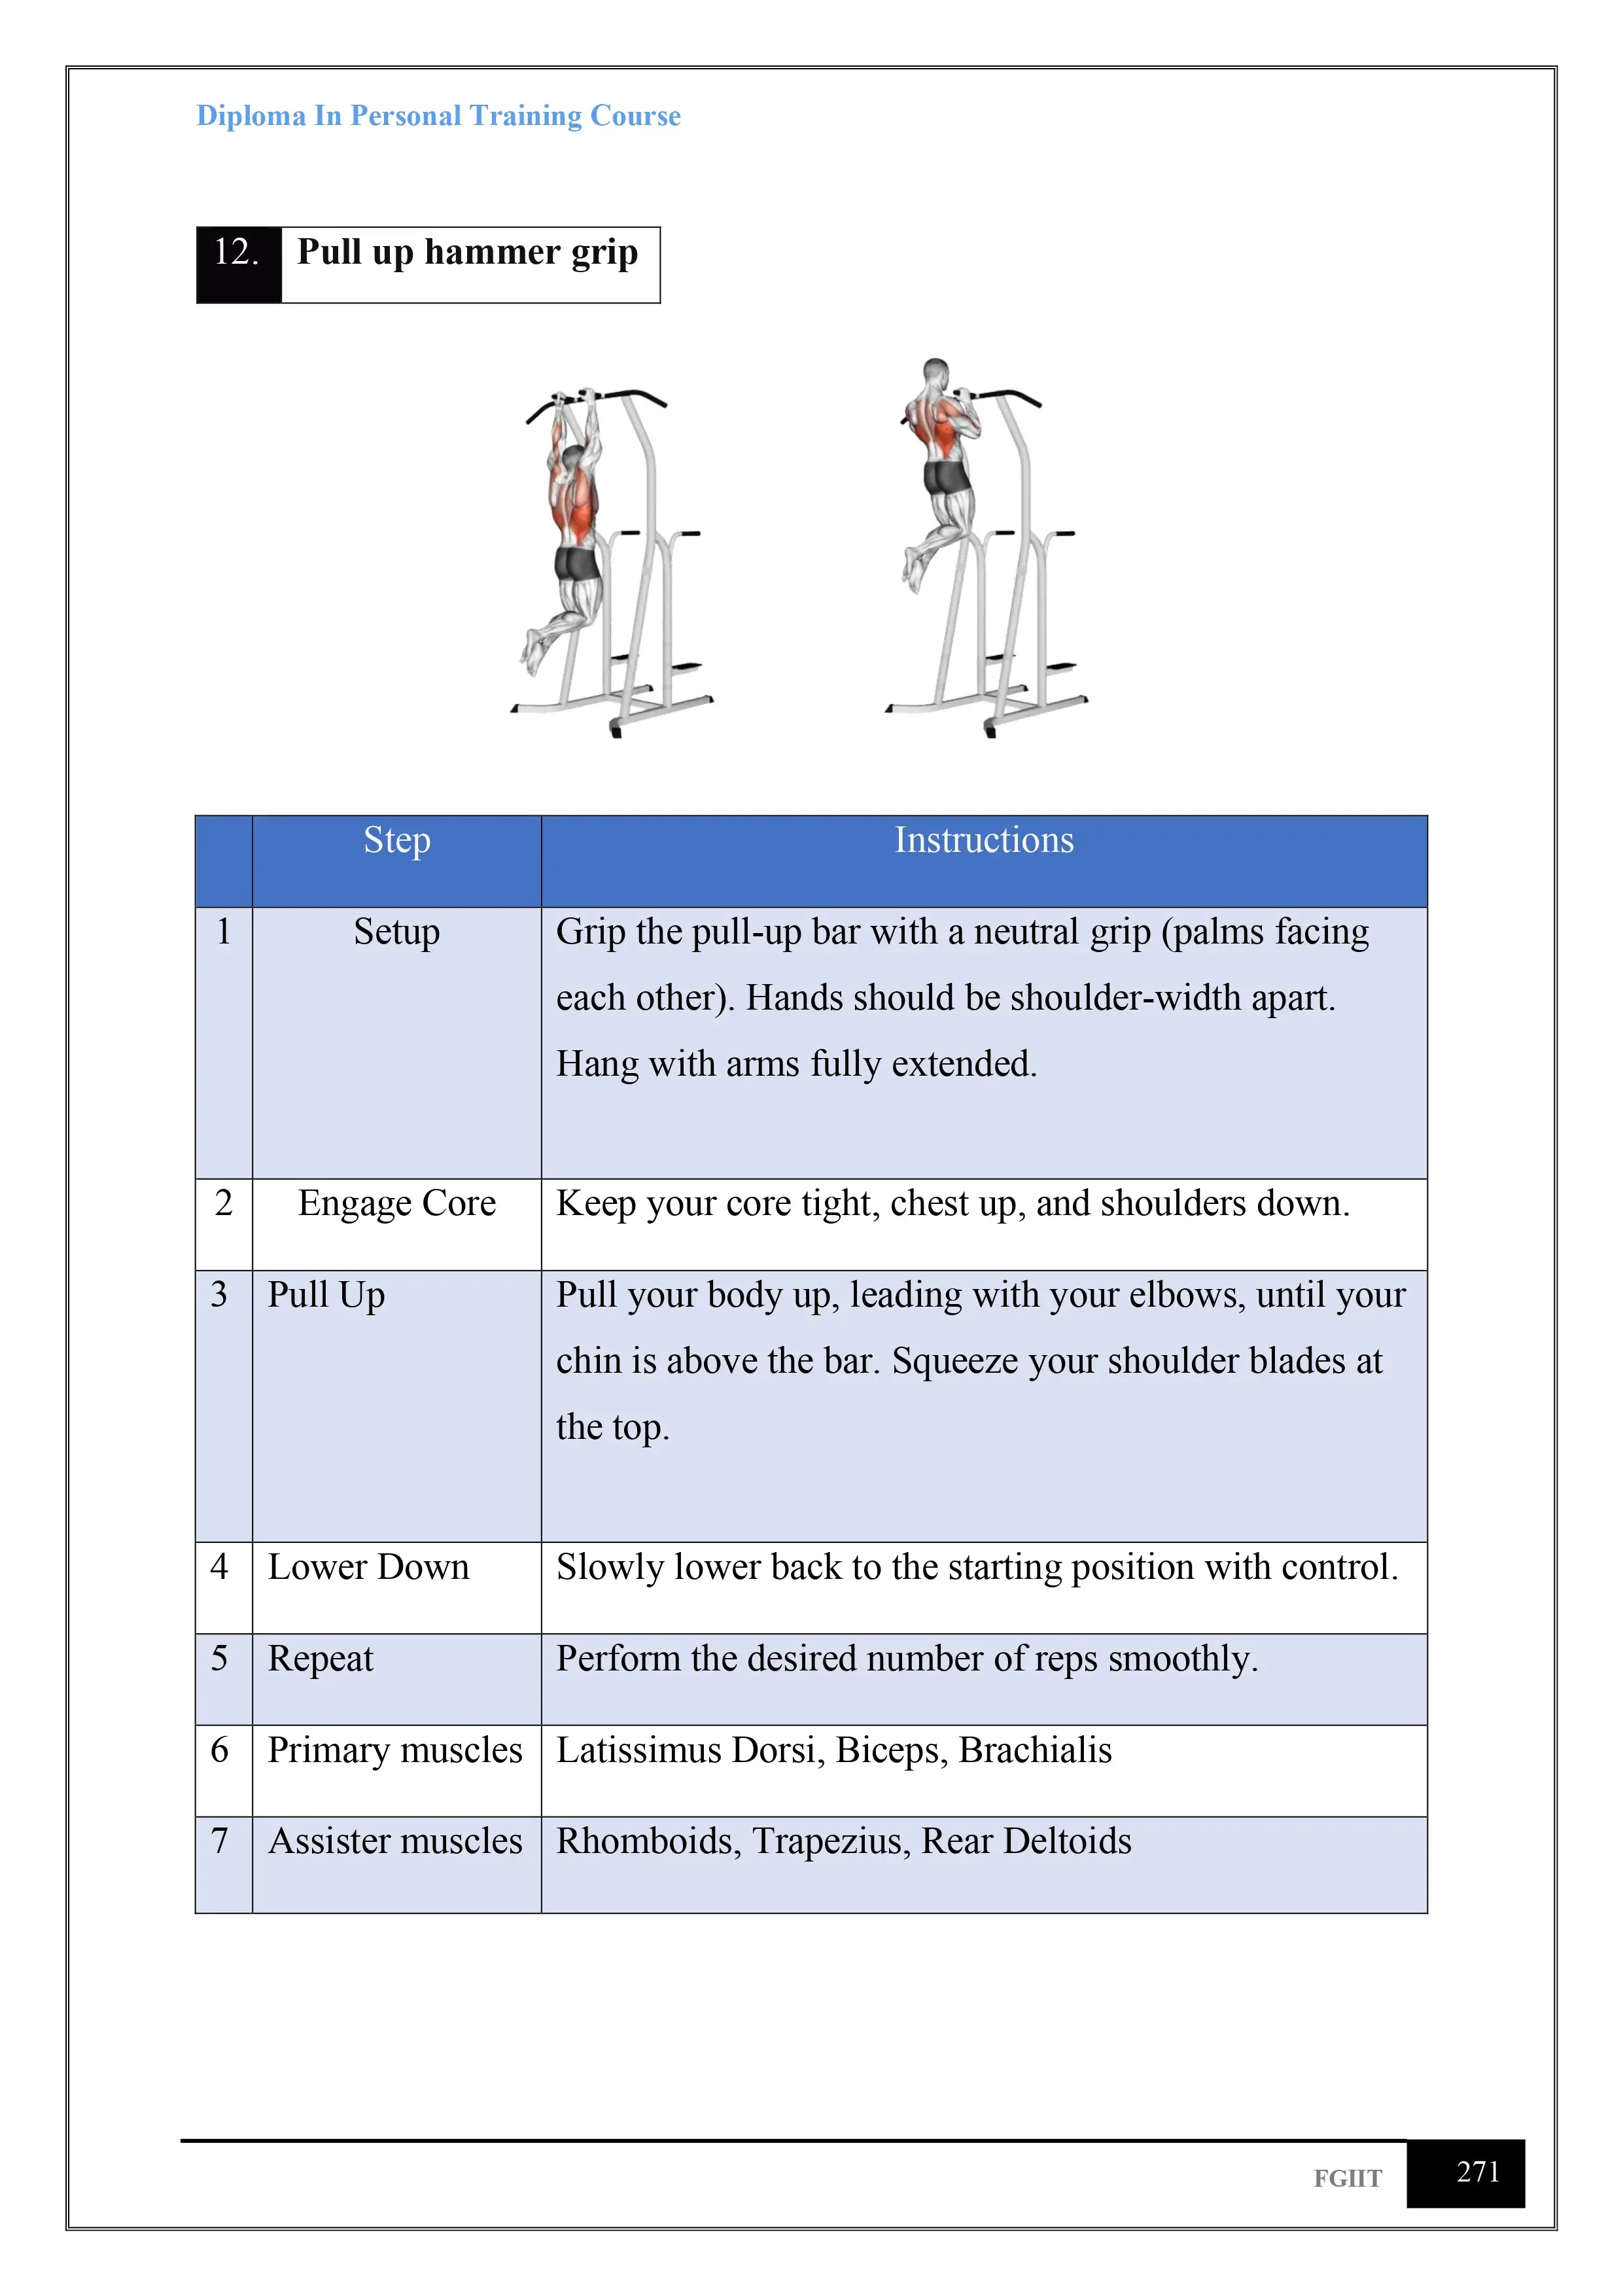 Diploma In Personal Training Course
12. Pull up hammer grip
Step Instructions
1 Setup Grip the pull-up bar with a neutral grip (palms facing
each other). Hands should be shoulder-width apart.
Hang with arms fully extended.
2 Engage Core Keep your core tight, chest up, and shoulders down.
3 Pull Up Pull your body up, leading with your elbows, until your
chin is above the bar. Squeeze your shoulder blades at
the top.
4 Lower Down Slowly lower back to the starting position with control.
5 Repeat Perform the desired number of reps smoothly.
6 Primary muscles Latissimus Dorsi, Biceps, Brachialis
7 Assister muscles Rhomboids, Trapezius, Rear Deltoids
FGIIT 271